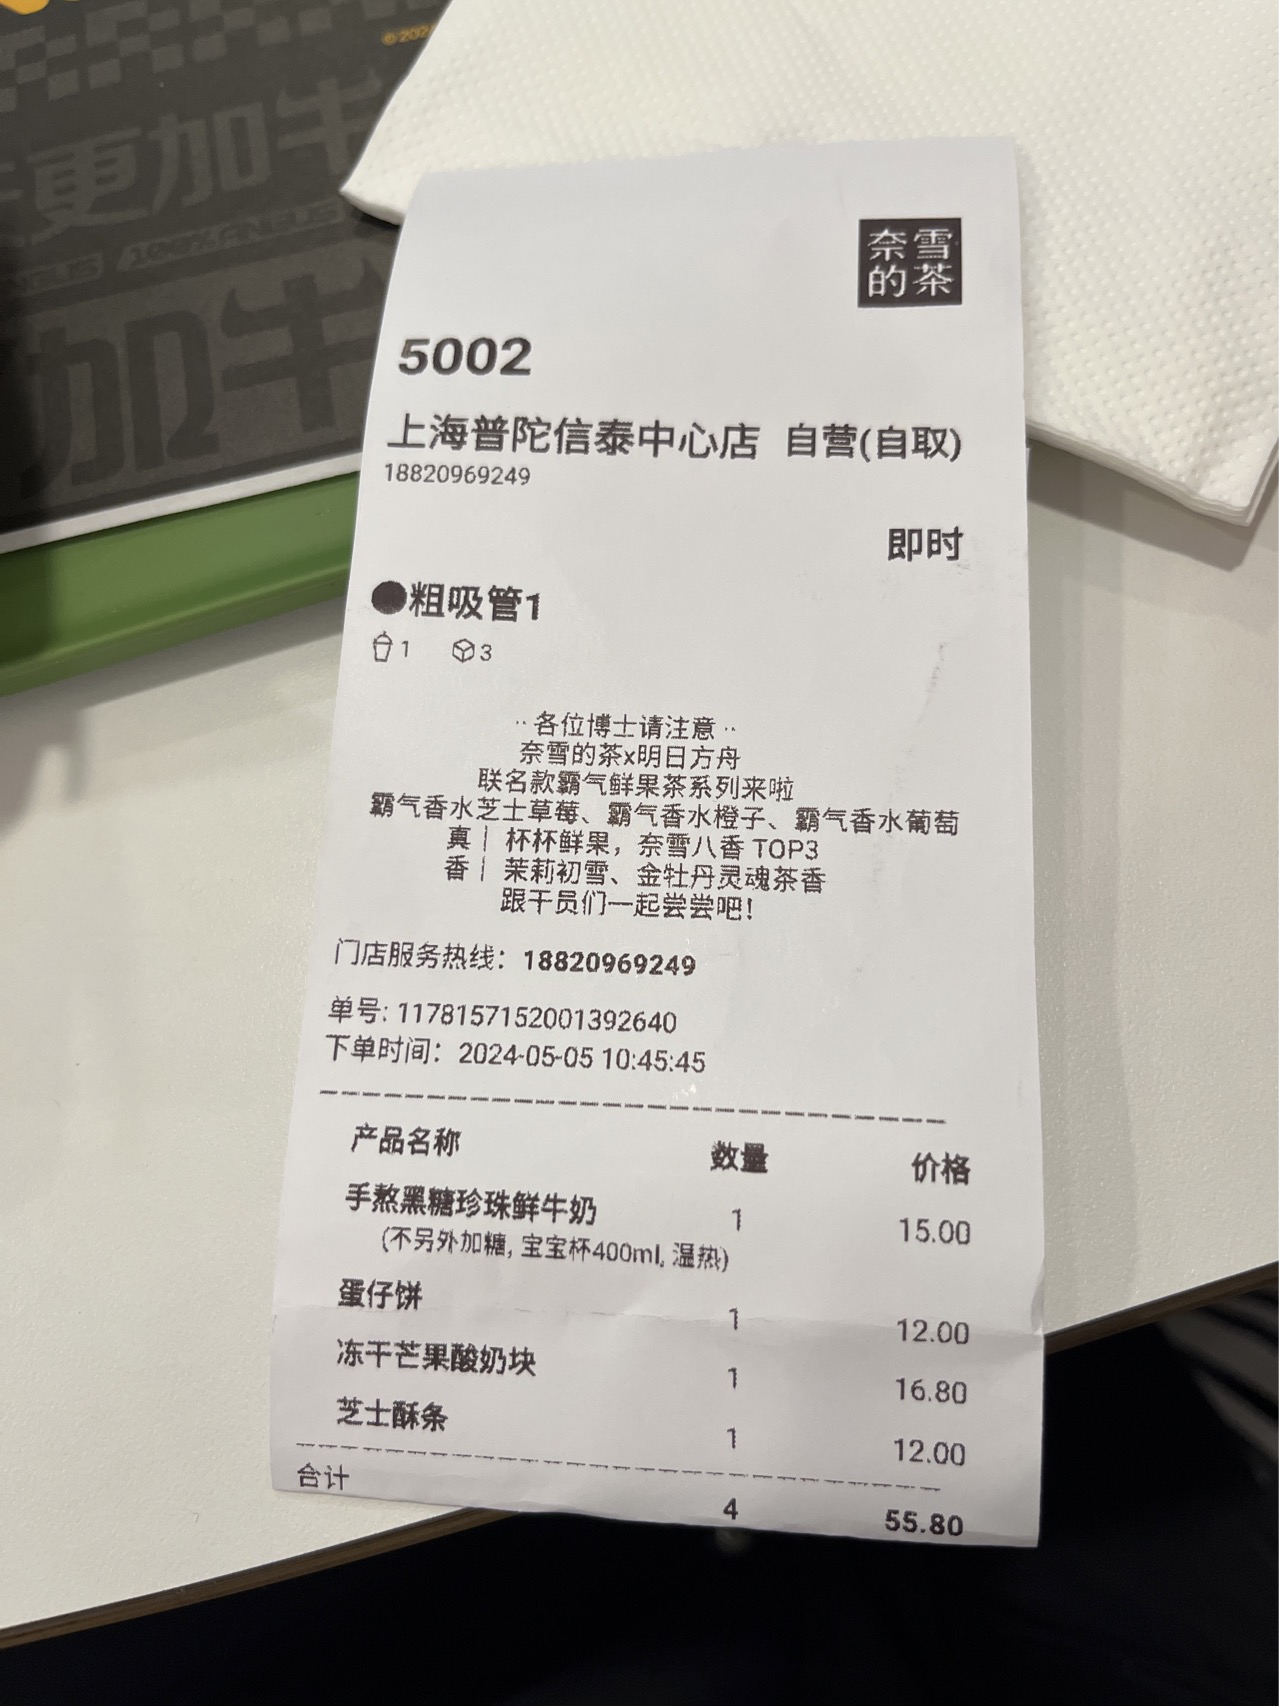 ©202
更加牛
100% ANGUS
加牛
奈雪
的茶
5002
上海普陀信泰中心店 自营(自取)
18820969249
即时
●粗吸管1
1 3
··各位博士请注意··
奈雪的茶x明日方舟
联名款霸气鲜果茶系列来啦
霸气香水芝士草莓、霸气香水橙子、霸气香水葡萄
真｜杯杯鲜果，奈雪八香 TOP3
香｜茉莉初雪、金牡丹灵魂茶香
跟干员们一起尝尝吧！
门店服务热线：18820969249
单号: 1178157152001392640
下单时间：2024-05-05 10:45:45
产品名称 数量 价格
手熬黑糖珍珠鲜牛奶 1 15.00
(不另外加糖, 宝宝杯400ml, 温热)
蛋仔饼 1 12.00
冻干芒果酸奶块 1 16.80
芝士酥条 1 12.00
合计 4 55.80